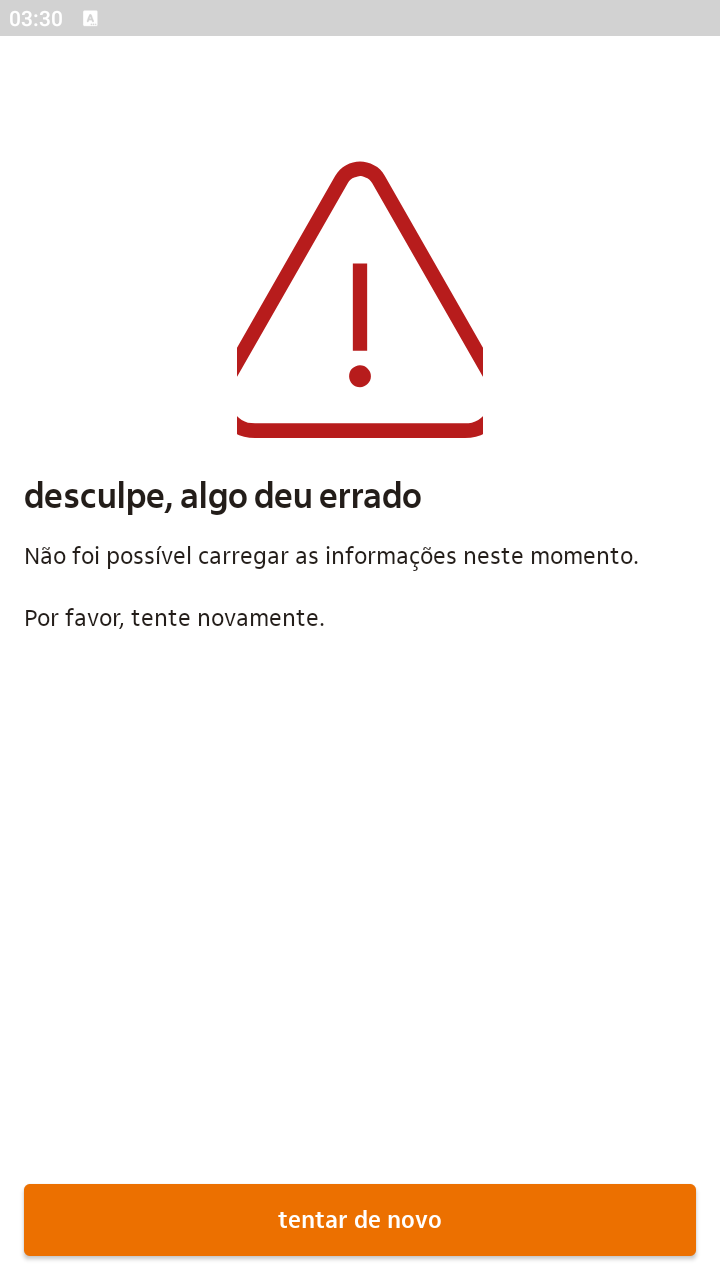 03:30
desculpe, algo deu errado
Não foi possível carregar as informações neste momento.
Por favor, tente novamente.
tentar de novo